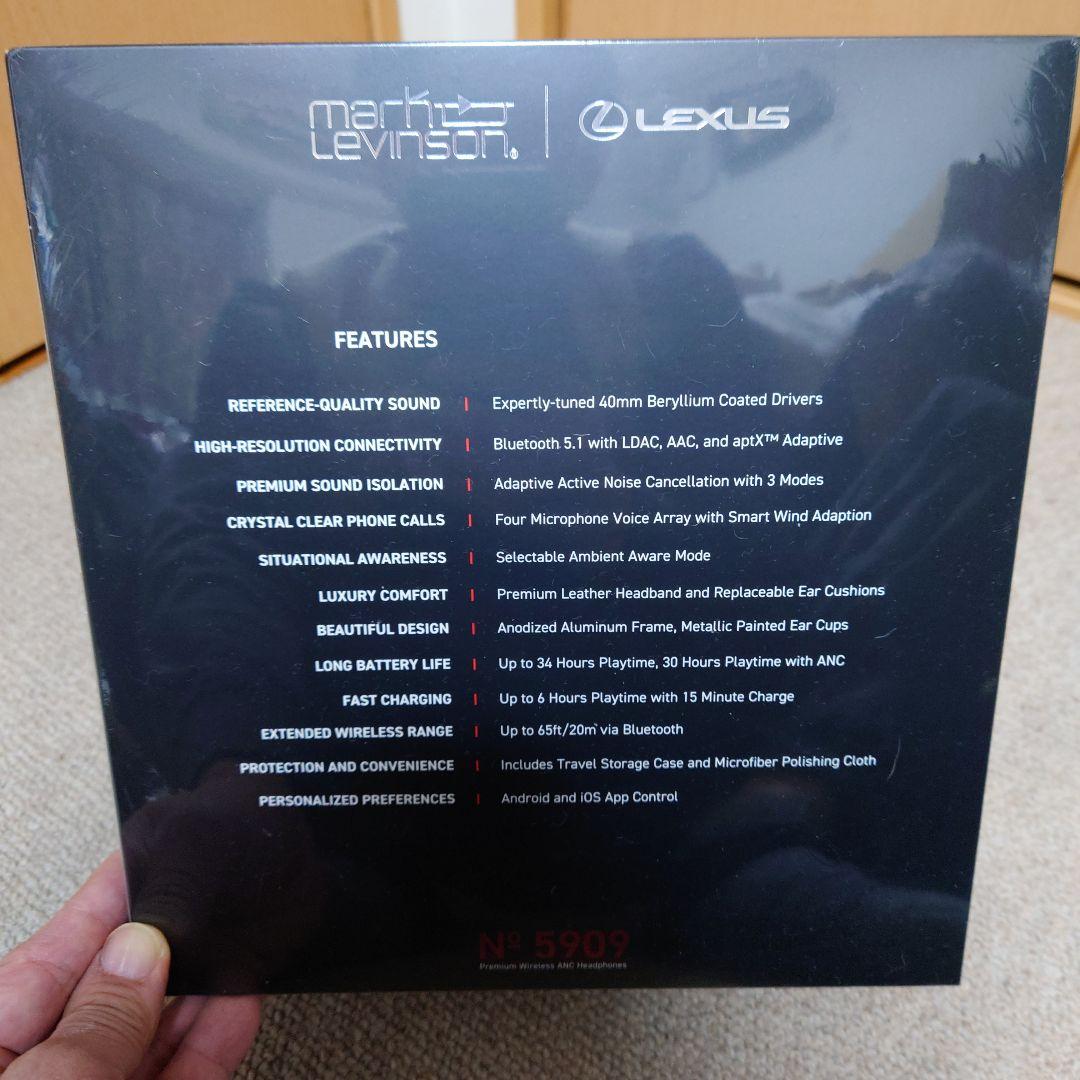 mark Levinson®
LEXUS
FEATURES
REFERENCE-QUALITY SOUND | Expertly-tuned 40mm Beryllium Coated Drivers
HIGH-RESOLUTION CONNECTIVITY | Bluetooth 5.1 with LDAC, AAC, and aptX™ Adaptive
PREMIUM SOUND ISOLATION | Adaptive Active Noise Cancellation with 3 Modes
CRYSTAL CLEAR PHONE CALLS | Four Microphone Voice Array with Smart Wind Adaption
SITUATIONAL AWARENESS | Selectable Ambient Aware Mode
LUXURY COMFORT | Premium Leather Headband and Replaceable Ear Cushions
BEAUTIFUL DESIGN | Anodized Aluminum Frame, Metallic Painted Ear Cups
LONG BATTERY LIFE | Up to 34 Hours Playtime, 30 Hours Playtime with ANC
FAST CHARGING | Up to 6 Hours Playtime with 15 Minute Charge
EXTENDED WIRELESS RANGE | Up to 65ft/20m via Bluetooth
PROTECTION AND CONVENIENCE | Includes Travel Storage Case and Microfiber Polishing Cloth
PERSONALIZED PREFERENCES | Android and iOS App Control
Nº 5909
Premium Wireless ANC Headphones